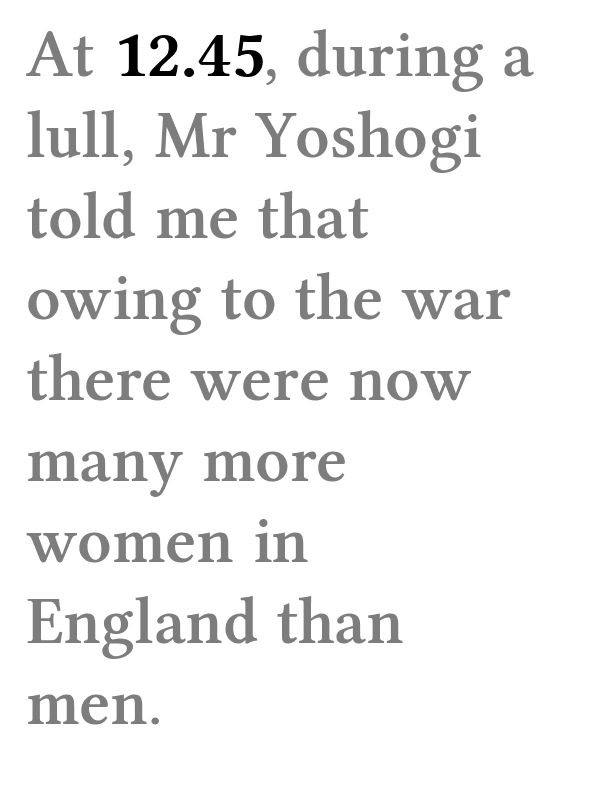 At 12.45, during a
lull, Mr Yoshogi
told me that
owing to the war
there were now
many more
women in
England than
men.